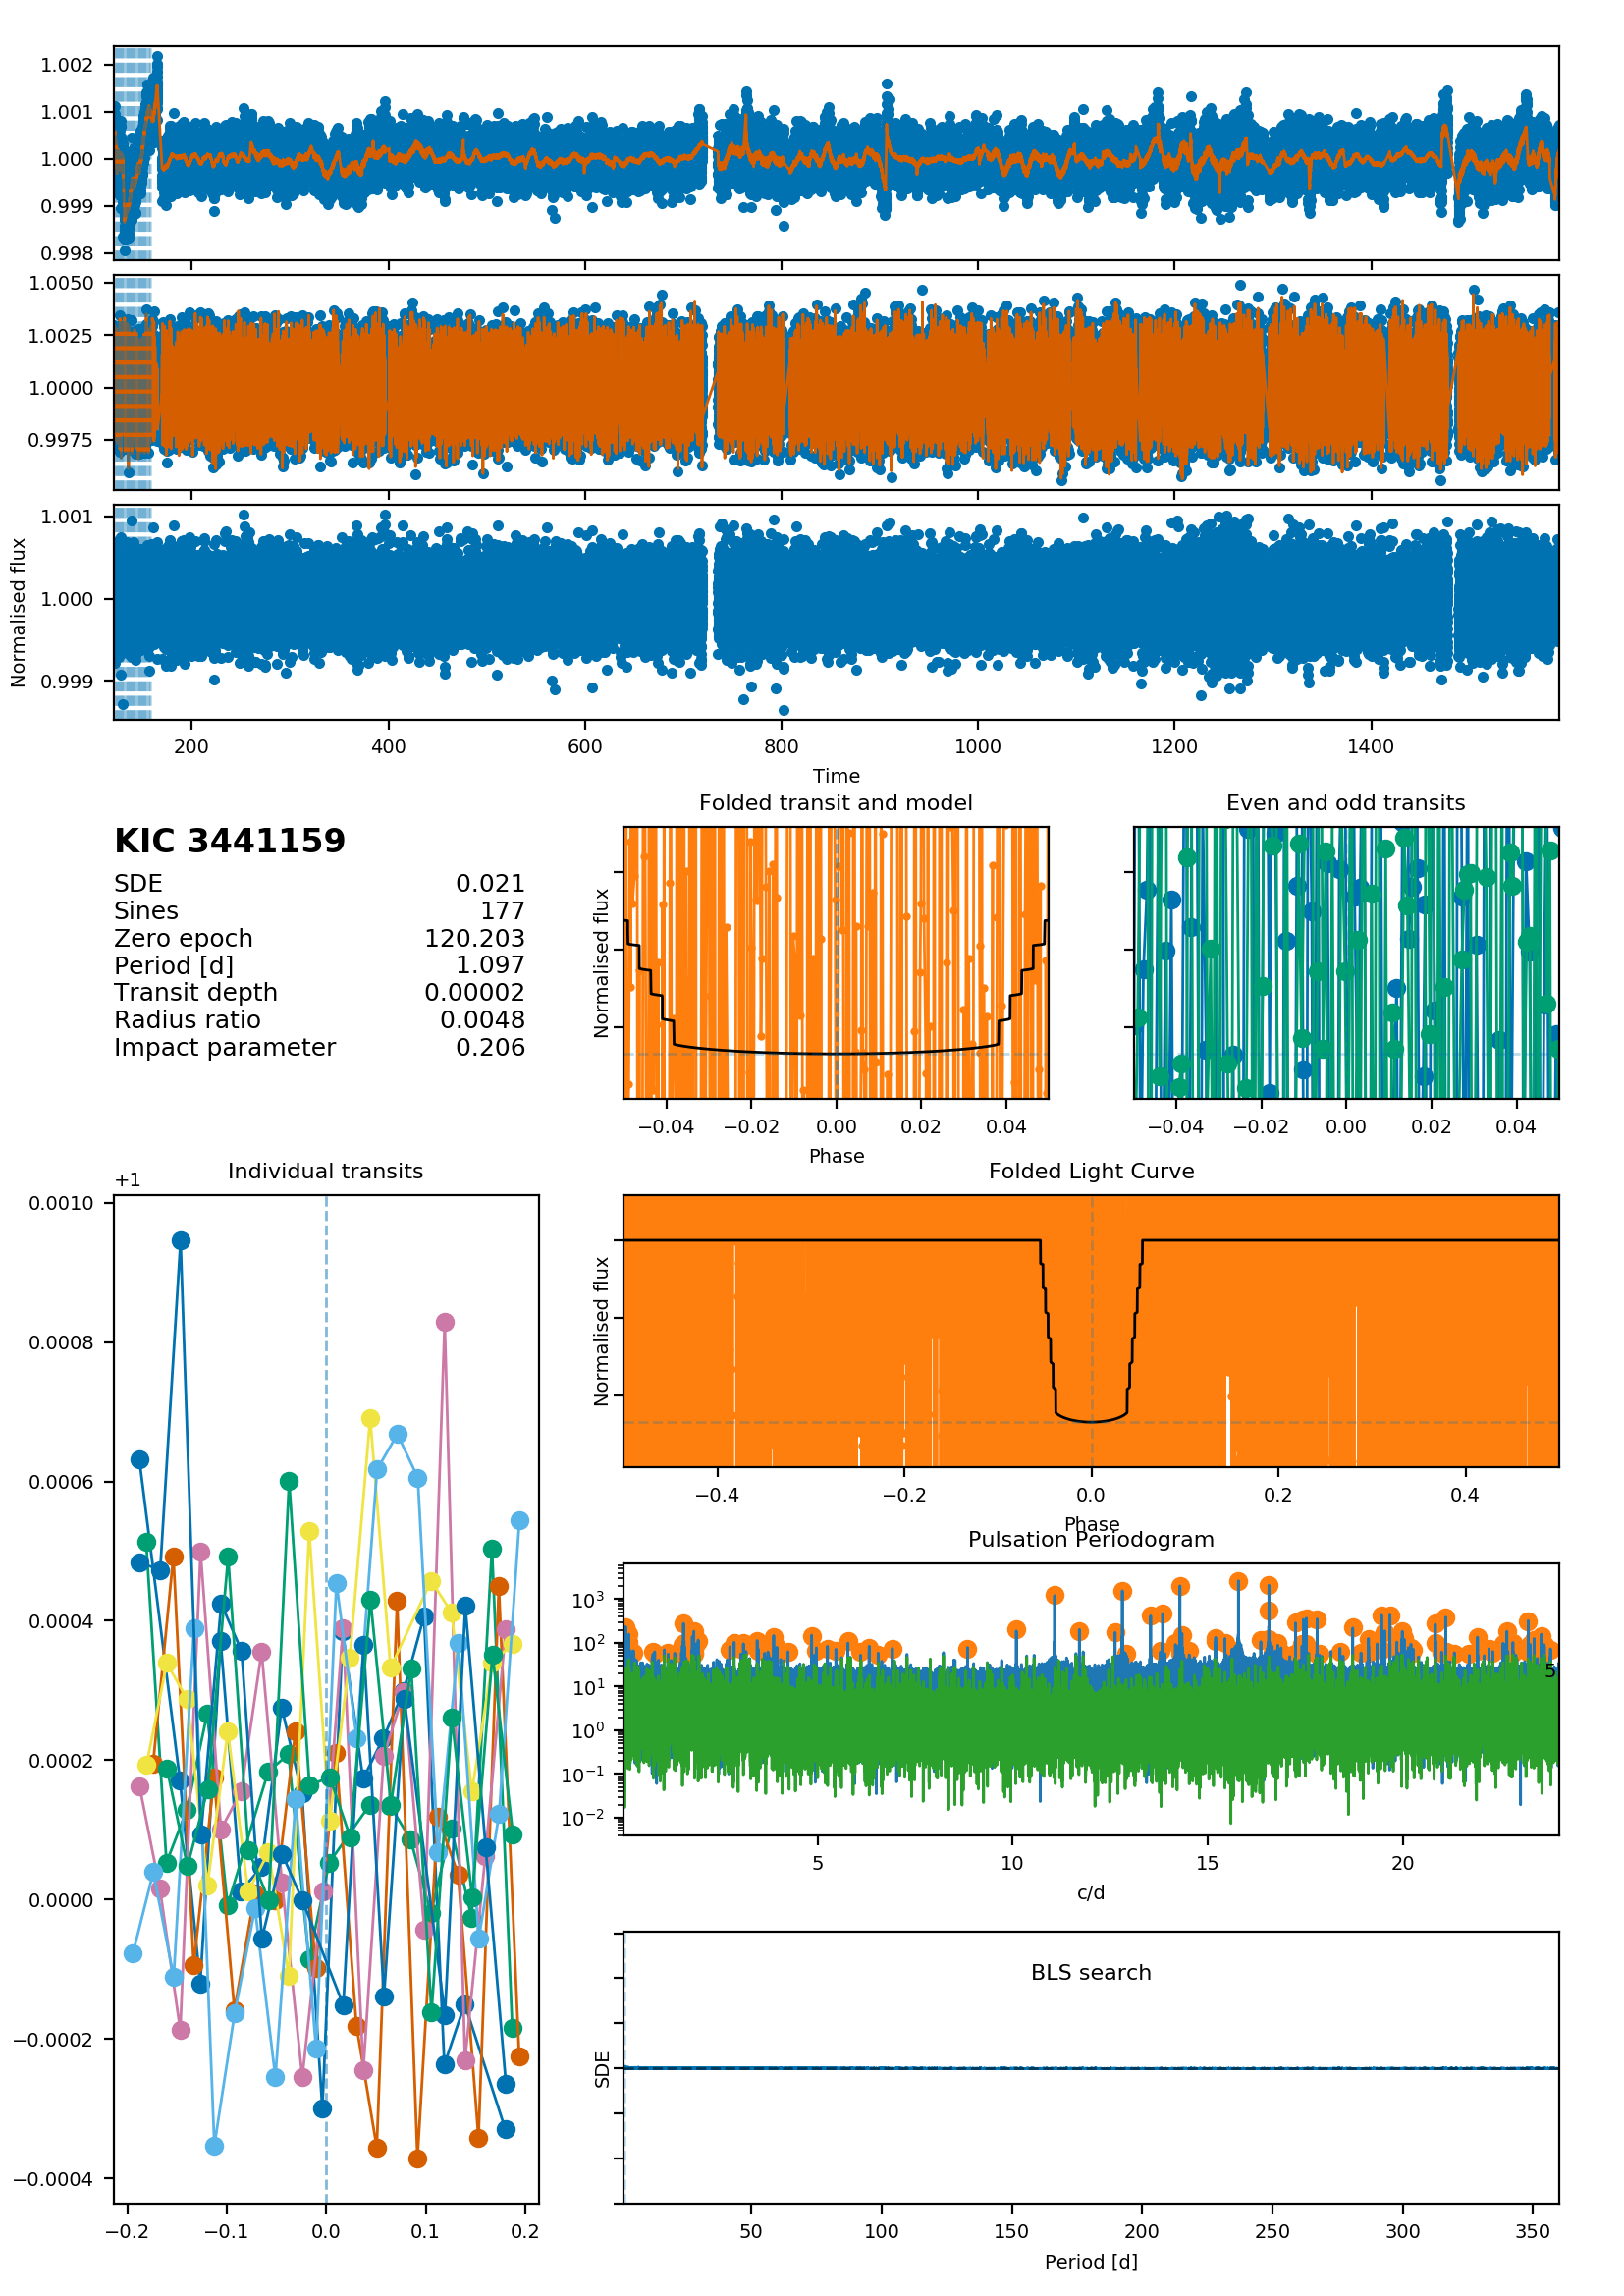 1.002
1.001
1.000
0.999
0.998
1.0050
1.0025
1.0000
0.9975
1.001
1.000
0.999
Normalised flux
200 400 600 800 1000 1200 1400
Time
KIC 3441159
SDE 0.021
Sines 177
Zero epoch 120.203
Period [d] 1.097
Transit depth 0.00002
Radius ratio 0.0048
Impact parameter 0.206
Folded transit and model
Normalised flux
−0.04 −0.02 0.00 0.02 0.04
Phase
Even and odd transits
−0.04 −0.02 0.00 0.02 0.04
Individual transits
+1
0.0010
0.0008
0.0006
0.0004
0.0002
0.0000
−0.0002
−0.0004
−0.2 −0.1 0.0 0.1 0.2
Folded Light Curve
Normalised flux
−0.4 −0.2 0.0 0.2 0.4
Phase
Pulsation Periodogram
10³
10²
10¹
10⁰
10⁻¹
10⁻²
5
5 10 15 20
c/d
BLS search
SDE
50 100 150 200 250 300 350
Period [d]